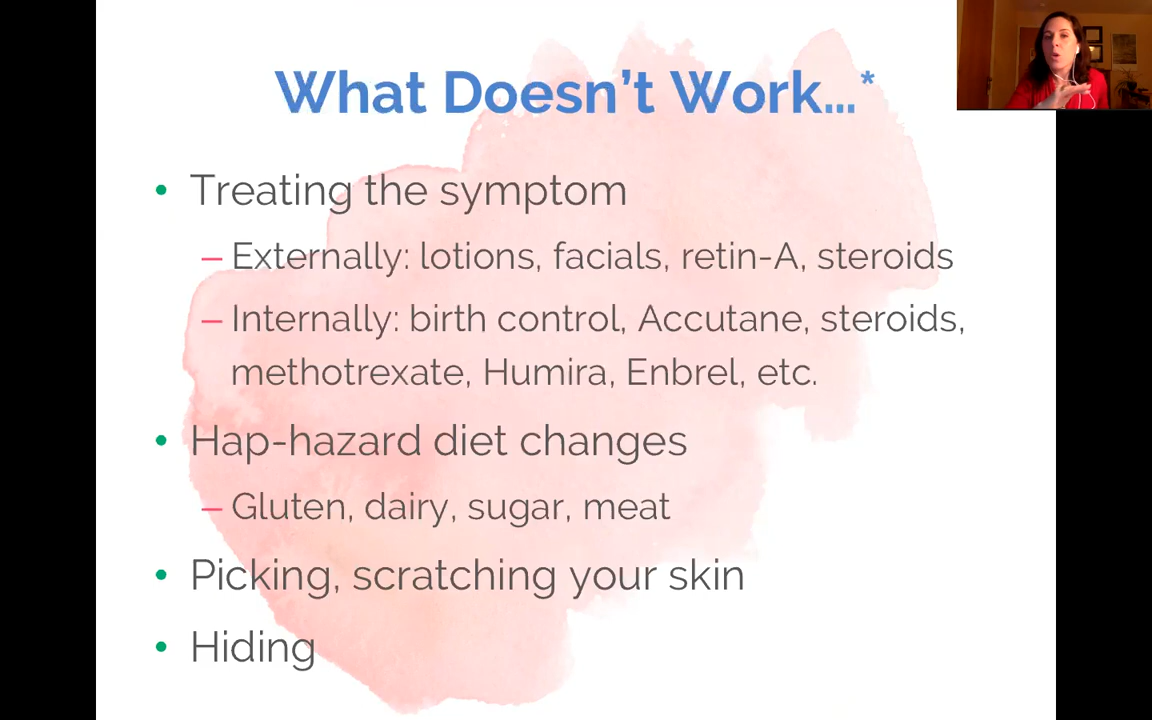 What Doesn't Work...*
• Treating the symptom
– Externally: lotions, facials, retin-A, steroids
– Internally: birth control, Accutane, steroids,
methotrexate, Humira, Enbrel, etc.
• Hap-hazard diet changes
– Gluten, dairy, sugar, meat
• Picking, scratching your skin
• Hiding